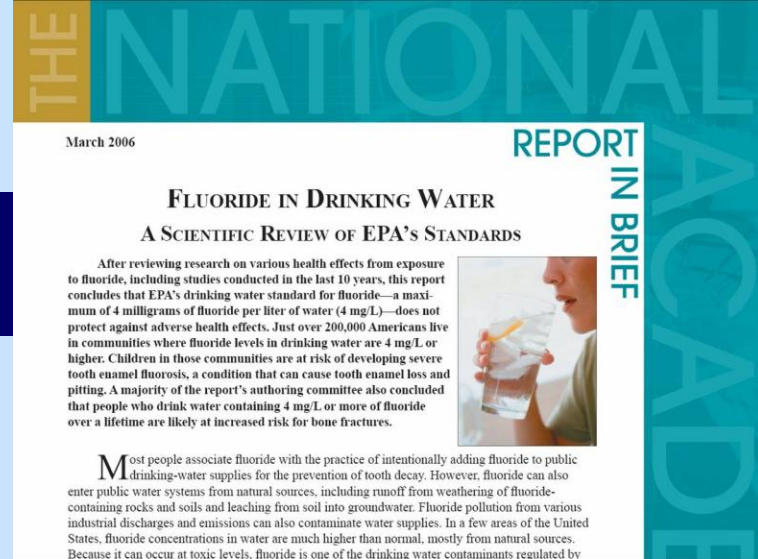 THE
NATIONAL
ACADE
March 2006
REPORT
IN BRIEF
FLUORIDE IN DRINKING WATER
A SCIENTIFIC REVIEW OF EPA'S STANDARDS
After reviewing research on various health effects from exposure
to fluoride, including studies conducted in the last 10 years, this report
concludes that EPA's drinking water standard for fluoride—a maxi-
mum of 4 milligrams of fluoride per liter of water (4 mg/L)—does not
protect against adverse health effects. Just over 200,000 Americans live
in communities where fluoride levels in drinking water are 4 mg/L or
higher. Children in those communities are at risk of developing severe
tooth enamel fluorosis, a condition that can cause tooth enamel loss and
pitting. A majority of the report's authoring committee also concluded
that people who drink water containing 4 mg/L or more of fluoride
over a lifetime are likely at increased risk for bone fractures.
Most people associate fluoride with the practice of intentionally adding fluoride to public
drinking-water supplies for the prevention of tooth decay. However, fluoride can also
enter public water systems from natural sources, including runoff from weathering of fluoride-
containing rocks and soils and leaching from soil into groundwater. Fluoride pollution from various
industrial discharges and emissions can also contaminate water supplies. In a few areas of the United
States, fluoride concentrations in water are much higher than normal, mostly from natural sources.
Because it can occur at toxic levels, fluoride is one of the drinking water contaminants regulated by